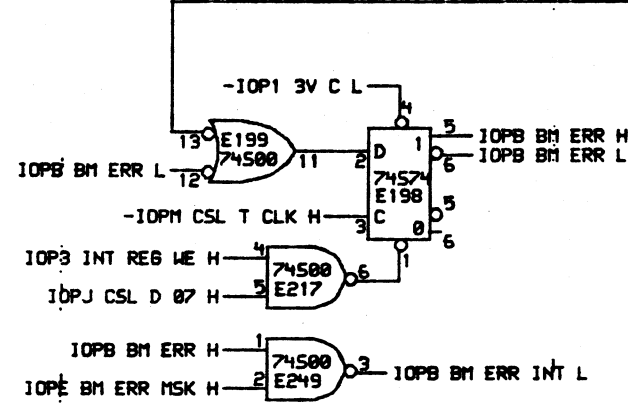 -IOP1 3V C L
4
13
E199
74S00
11
IOPB BM ERR L
12
2
D
1
5
IOPB BM ERR H
6
IOPB BM ERR L
74S74
E198
-IOPM CSL T CLK H
3
C
0
5
6
1
IOP3 INT REG WE H
4
74S00
E217
6
IOPJ CSL D 07 H
5
IOPB BM ERR H
1
74S00
E249
3
IOPB BM ERR INT L
IOPE BM ERR MSK H
2